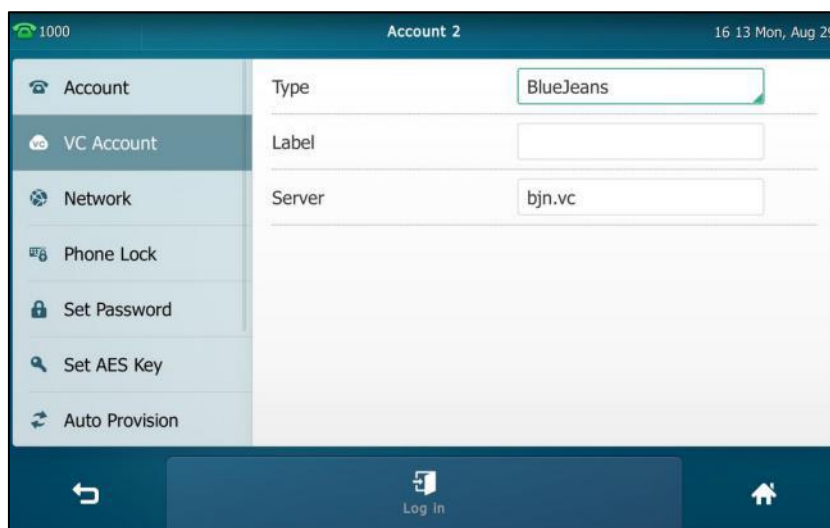 1000 Account 2 16 13 Mon, Aug 29
Account Type BlueJeans
VC Account Label
Network Server bjn.vc
Phone Lock
Set Password
Set AES Key
Auto Provision
Log in